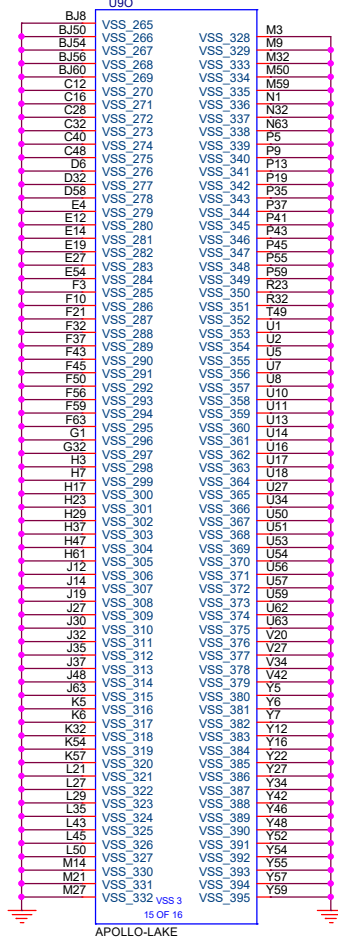 U9O
BJ8 VSS_265
BJ50 VSS_266 VSS_328 M3
BJ54 VSS_267 VSS_329 M9
BJ56 VSS_268 VSS_333 M32
BJ60 VSS_269 VSS_334 M50
C12 VSS_270 VSS_335 M59
C16 VSS_271 VSS_336 N1
C28 VSS_272 VSS_337 N32
C32 VSS_273 VSS_338 N63
C40 VSS_274 VSS_339 P5
C48 VSS_275 VSS_340 P9
D6 VSS_276 VSS_341 P13
D32 VSS_277 VSS_342 P19
D58 VSS_278 VSS_343 P35
E4 VSS_279 VSS_344 P37
E12 VSS_280 VSS_345 P41
E14 VSS_281 VSS_346 P43
E19 VSS_282 VSS_347 P45
E27 VSS_283 VSS_348 P55
E54 VSS_284 VSS_349 P59
F3 VSS_285 VSS_350 R23
F10 VSS_286 VSS_351 R32
F21 VSS_287 VSS_352 T49
F32 VSS_288 VSS_353 U1
F37 VSS_289 VSS_354 U2
F43 VSS_290 VSS_355 U5
F45 VSS_291 VSS_356 U7
F50 VSS_292 VSS_357 U8
F56 VSS_293 VSS_358 U10
F59 VSS_294 VSS_359 U11
F63 VSS_295 VSS_360 U13
G1 VSS_296 VSS_361 U14
G32 VSS_297 VSS_362 U16
H3 VSS_298 VSS_363 U17
H7 VSS_299 VSS_364 U18
H17 VSS_300 VSS_365 U27
H23 VSS_301 VSS_366 U34
H29 VSS_302 VSS_367 U50
H37 VSS_303 VSS_368 U51
H47 VSS_304 VSS_369 U53
H61 VSS_305 VSS_370 U54
J12 VSS_306 VSS_371 U56
J14 VSS_307 VSS_372 U57
J19 VSS_308 VSS_373 U59
J27 VSS_309 VSS_374 U62
J30 VSS_310 VSS_375 U63
J32 VSS_311 VSS_376 V20
J35 VSS_312 VSS_377 V27
J37 VSS_313 VSS_378 V34
J48 VSS_314 VSS_379 V42
J63 VSS_315 VSS_380 Y5
K5 VSS_316 VSS_381 Y6
K6 VSS_317 VSS_382 Y7
K32 VSS_318 VSS_383 Y12
K54 VSS_319 VSS_384 Y16
K57 VSS_320 VSS_385 Y22
L21 VSS_321 VSS_386 Y27
L27 VSS_322 VSS_387 Y34
L29 VSS_323 VSS_388 Y42
L35 VSS_324 VSS_389 Y46
L43 VSS_325 VSS_390 Y48
L45 VSS_326 VSS_391 Y52
L50 VSS_327 VSS_392 Y54
M14 VSS_330 VSS_393 Y55
M21 VSS_331 VSS_394 Y57
M27 VSS_332 VSS 3 VSS_395 Y59
15 OF 16
APOLLO-LAKE